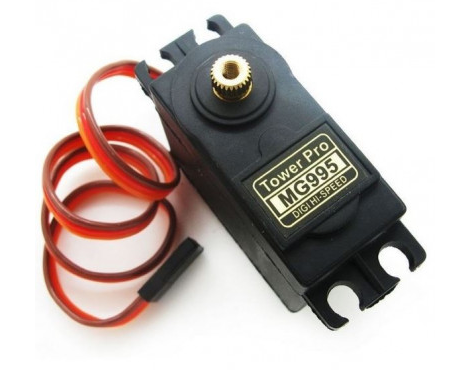 Tower Pro
MG995
DIGI HI-SPEED